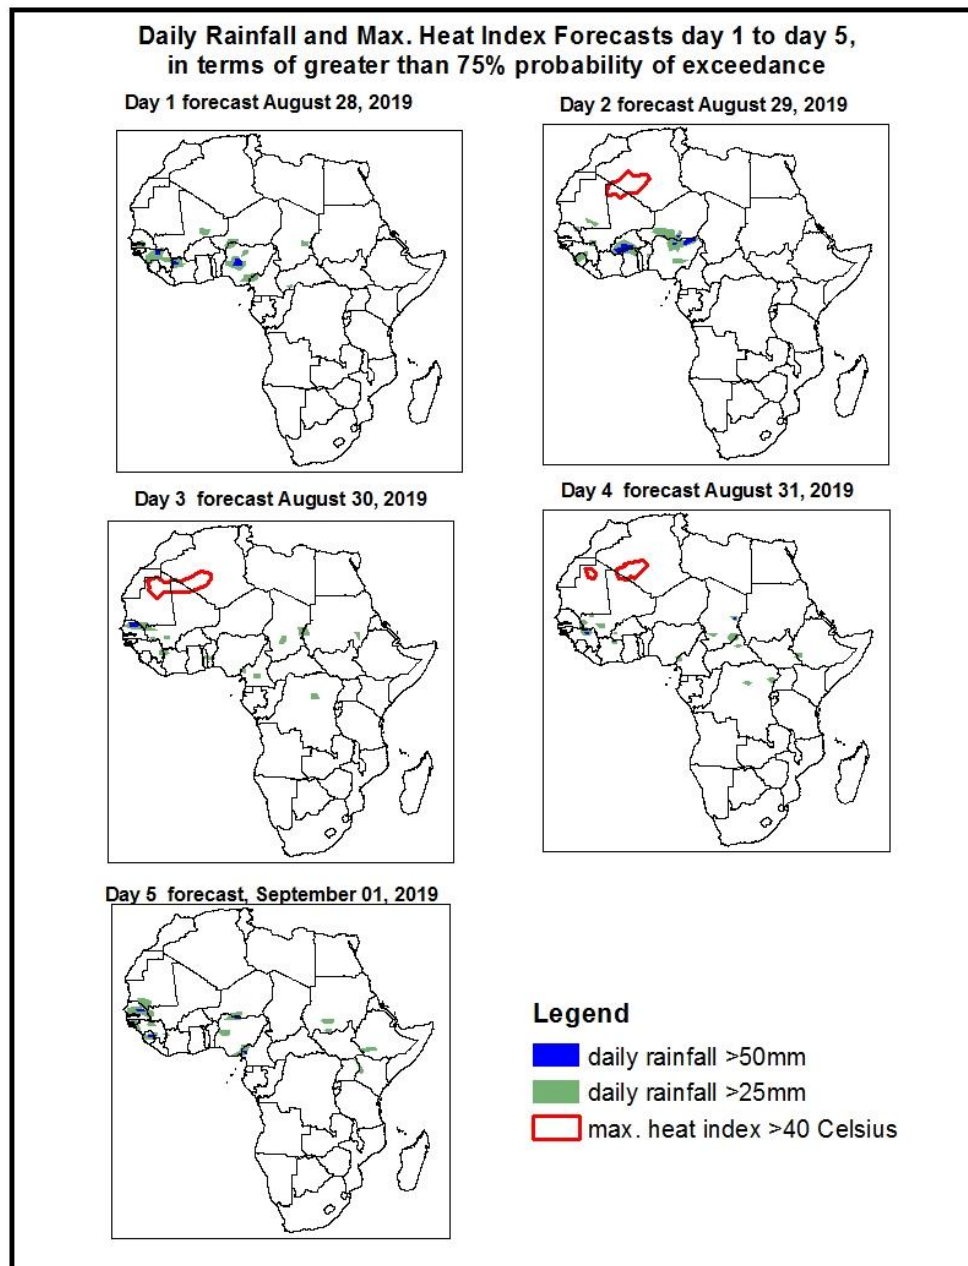 Daily Rainfall and Max. Heat Index Forecasts day 1 to day 5,
in terms of greater than 75% probability of exceedance
Day 1 forecast August 28, 2019
Day 2 forecast August 29, 2019
Day 3 forecast August 30, 2019
Day 4 forecast August 31, 2019
Day 5 forecast, September 01, 2019
Legend
daily rainfall >50mm
daily rainfall >25mm
max. heat index >40 Celsius